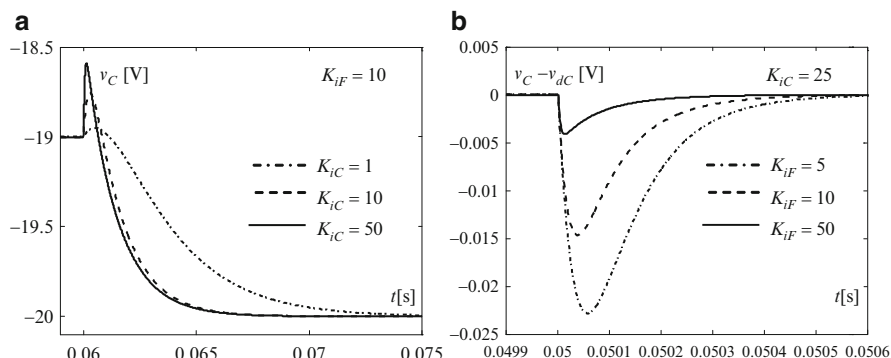 a
−18.5
v_C [V]
K_iF = 10
−19
K_iC = 1
K_iC = 10
−19.5
K_iC = 50
t[s]
−20
0.06
0.065
0.07
0.075
b
0.005
v_C − v_dC [V]
K_iC = 25
0
−0.005
K_iF = 5
−0.01
K_iF = 10
−0.015
K_iF = 50
−0.02
t[s]
−0.025
0.0499
0.05
0.0501
0.0502
0.0503
0.0504
0.0505
0.0506